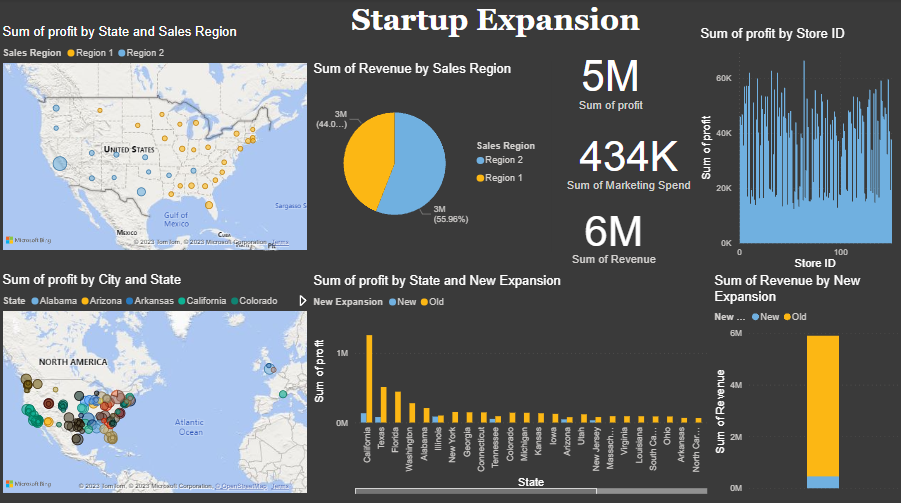 Startup Expansion
Sum of profit by State and Sales Region
Sales Region Region 1 Region 2
UNITED STATES
Gulf of
Mexico
Sargasso S
MEXICO
CUBA
Microsoft Bing
© 2023 TomTom, © 2023 Microsoft Corporation Terms
Sum of Revenue by Sales Region
3M
(44.0...)
3M
(55.96%)
Sales Region
Region 2
Region 1
5M
Sum of profit
434K
Sum of Marketing Spend
6M
Sum of Revenue
Sum of profit by Store ID
Sum of profit
60K
40K
20K
0K
0
100
Store ID
Sum of profit by City and State
State Alabama Arizona Arkansas California Colorado
NORTH AMERICA
Atlantic
Ocean
Microsoft Bing
© 2023 TomTom, © 2023 Microsoft Corporation, © OpenStreetMap Terms
Sum of profit by State and New Expansion
New Expansion New Old
Sum of profit
1M
0M
California
Texas
Florida
Washington
Alabama
Illinois
New York
Georgia
Connecticut
Tennessee
Colorado
Michigan
Kansas
Iowa
Arizona
Utah
New Jersey
Massach...
Virginia
Louisiana
South Ca...
Ohio
Arkansas
North Car...
State
Sum of Revenue by New
Expansion
New ... New Old
Sum of Revenue
6M
4M
2M
0M